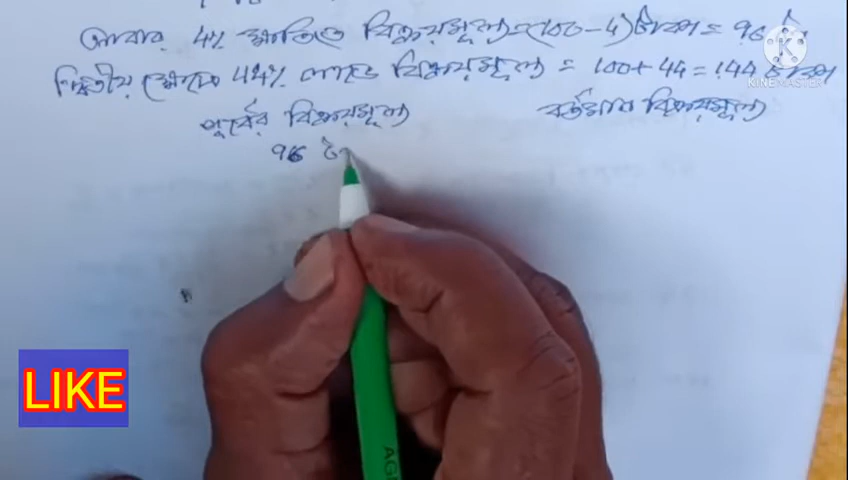 আবার 4% ক্ষতিতে বিক্রয়মূল্য=(100-4)টাকা= 96 টা
দ্বিতীয় ক্ষেত্রে 44% লাভে বিক্রয়মূল্য = 100+44=144 টাকা
পূর্বের বিক্রয়মূল্য বর্তমান বিক্রয়মূল্য
96
KINEMASTER
LIKE
AG